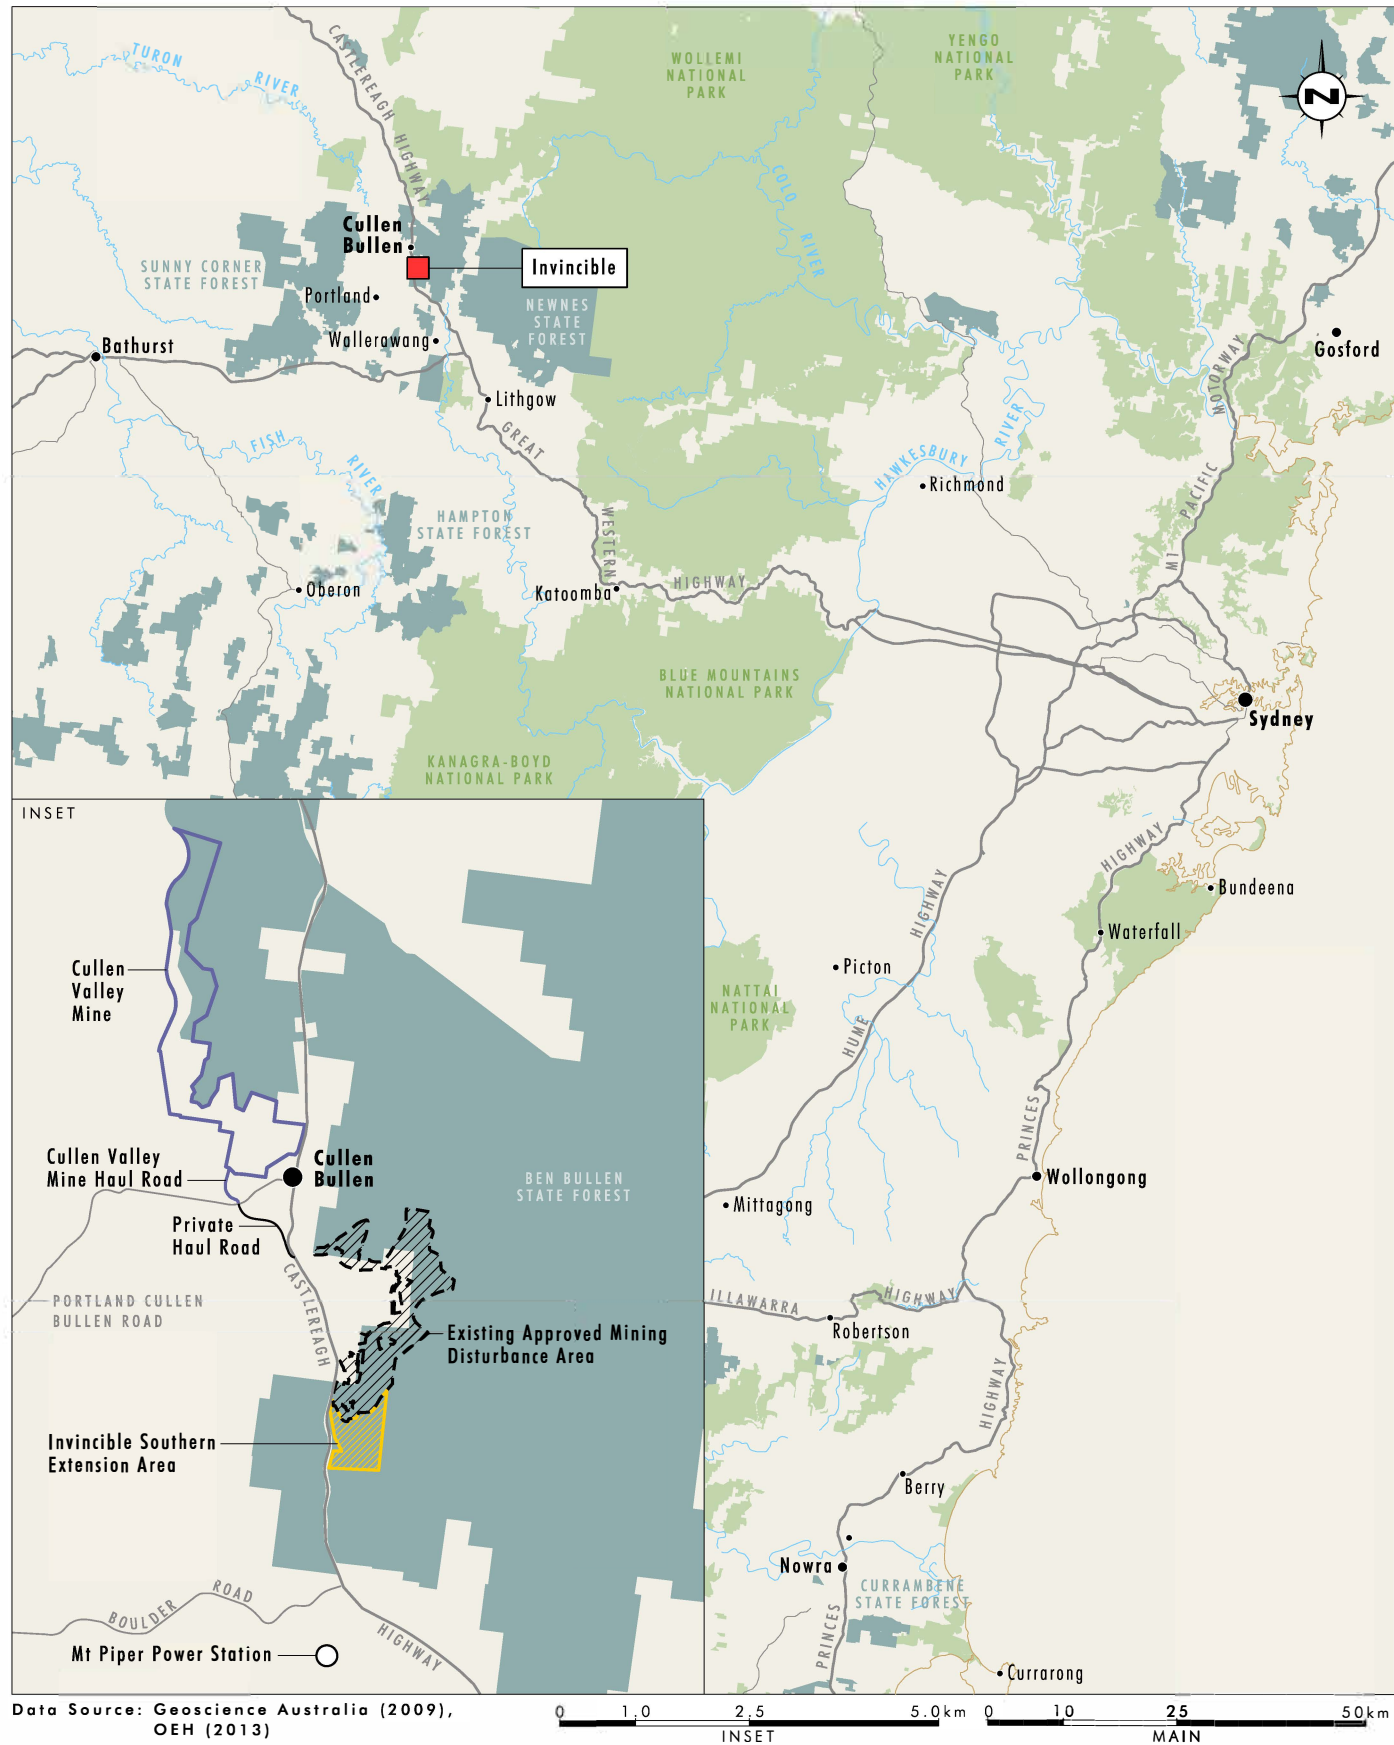 TURON
RIVER
CASTLEREAGH HIGHWAY
WOLLEMI
NATIONAL
PARK
YENGO
NATIONAL
PARK
N
COLO
RIVER
Cullen
Bullen
Invincible
SUNNY CORNER
STATE FOREST
Portland
NEWNES
STATE
FOREST
Wallerawang
Bathurst
Gosford
MOTORWAY
Lithgow
GREAT
FISH
RIVER
HAWKESBURY
RIVER
Richmond
PACIFIC
M1
HAMPTON
STATE FOREST
WESTERN
HIGHWAY
Oberon
Katoomba
BLUE MOUNTAINS
NATIONAL PARK
Sydney
KANAGRA-BOYD
NATIONAL PARK
INSET
HIGHWAY
Bundeena
Waterfall
HIGHWAY
Picton
NATTAI
NATIONAL
PARK
HUME
Cullen
Valley
Mine
PRINCES
Cullen Valley
Mine Haul Road
Cullen
Bullen
BEN BULLEN
STATE FOREST
Wollongong
Mittagong
Private
Haul Road
CASTLEREAGH
PORTLAND CULLEN
BULLEN ROAD
ILLAWARRA
HIGHWAY
Robertson
Existing Approved Mining
Disturbance Area
HIGHWAY
Invincible Southern
Extension Area
Berry
Nowra
CURRAMBENE
STATE FOREST
PRINCES
BOULDER
ROAD
Mt Piper Power Station
HIGHWAY
Currarong
Data Source: Geoscience Australia (2009),
OEH (2013)
0 1.0 2.5 5.0km
INSET
0 10 25 50km
MAIN